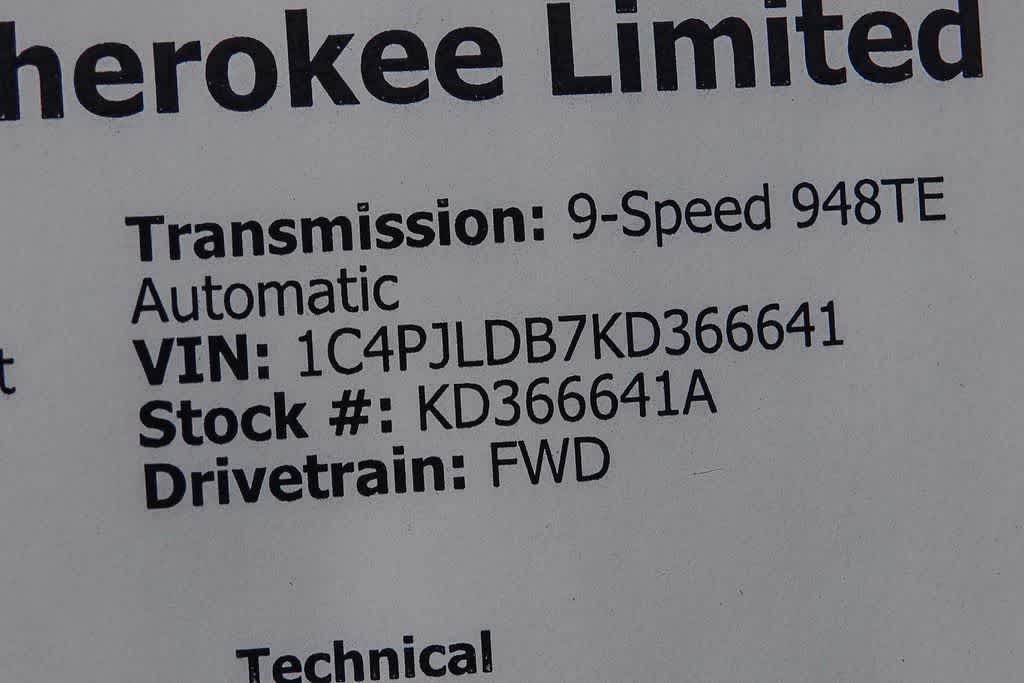 herokee Limited
Transmission: 9-Speed 948TE
Automatic
VIN: 1C4PJLDB7KD366641
t
Stock #: KD366641A
Drivetrain: FWD
Technical